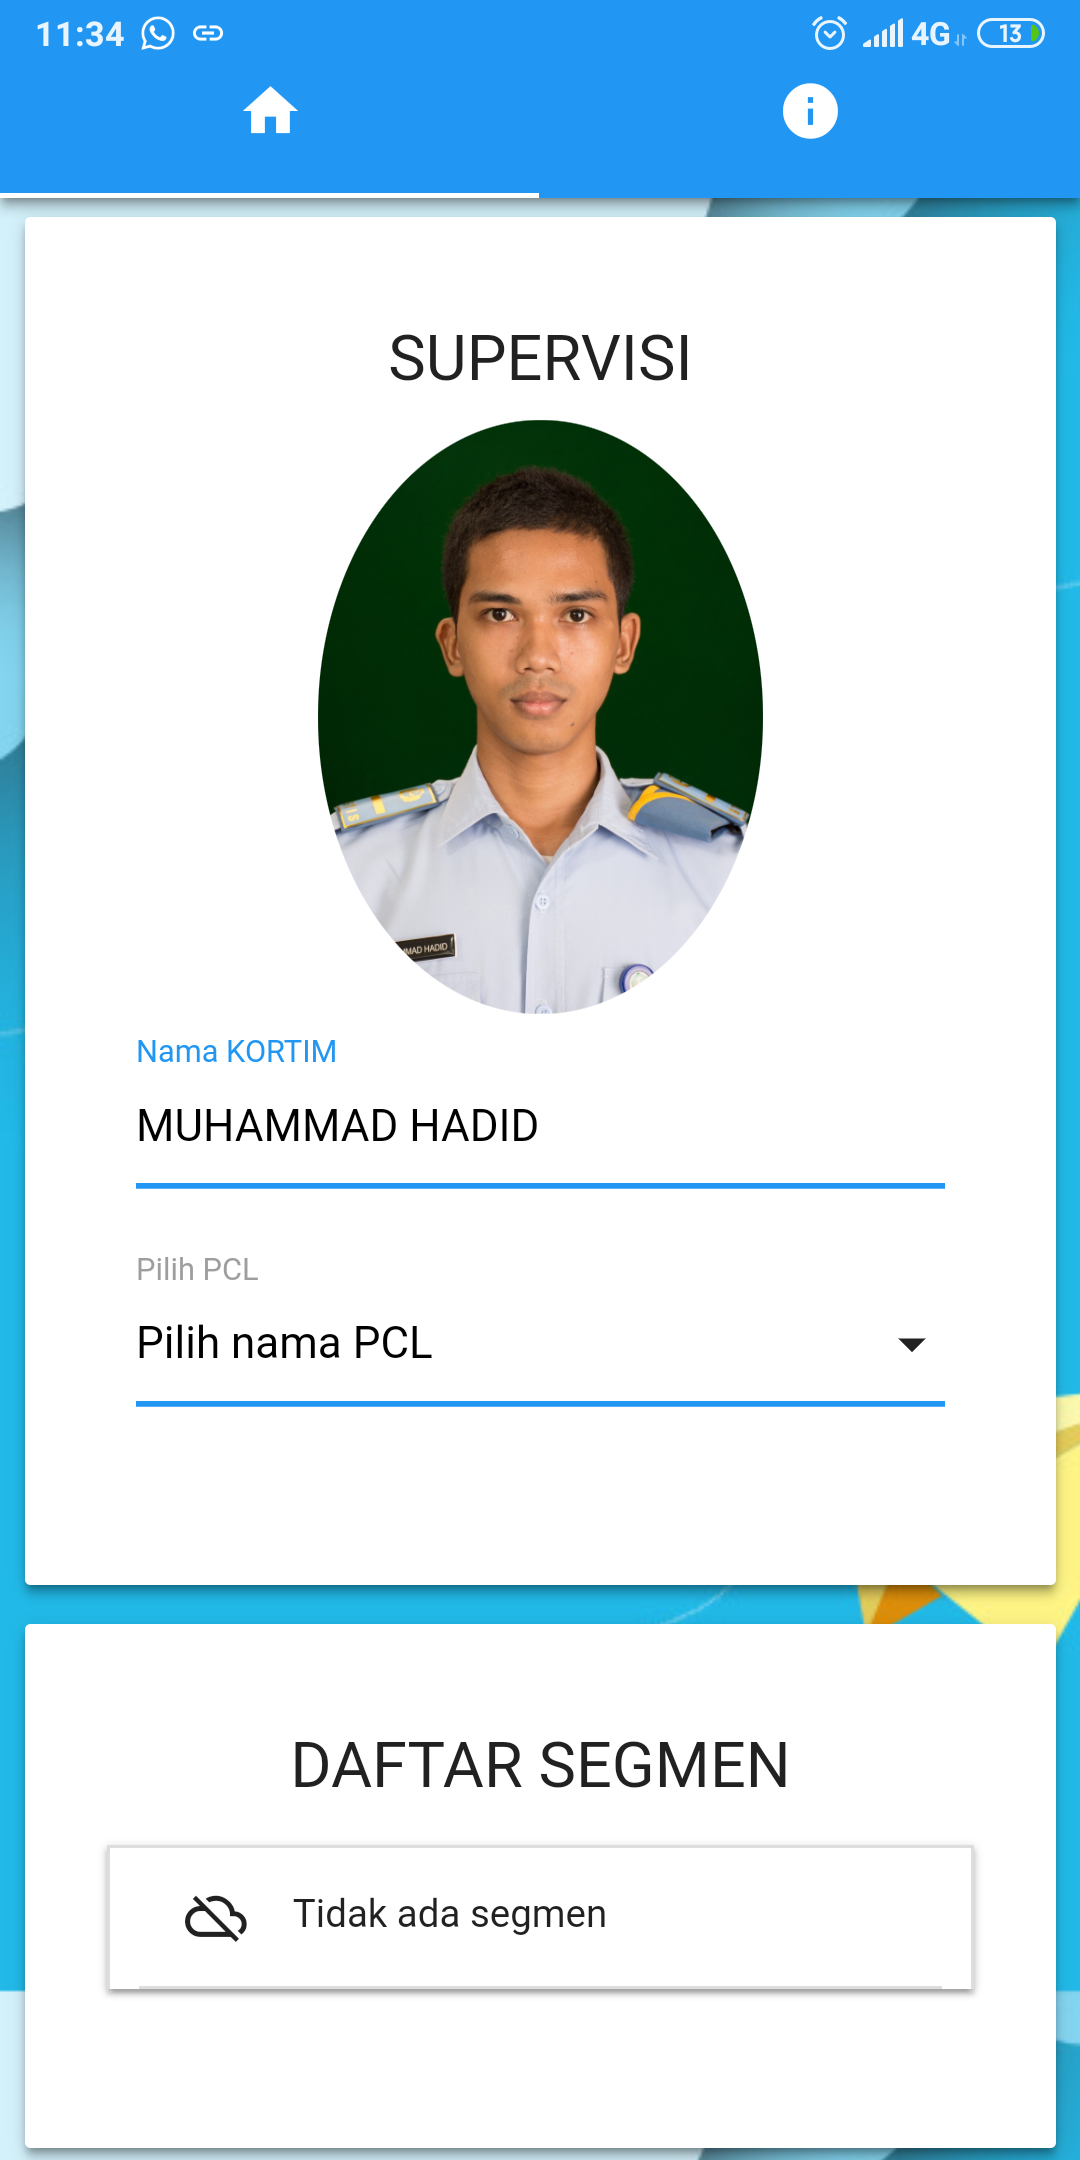 11:34 4G 13
SUPERVISI
MAD HADID
Nama KORTIM
MUHAMMAD HADID
Pilih PCL
Pilih nama PCL
DAFTAR SEGMEN
Tidak ada segmen